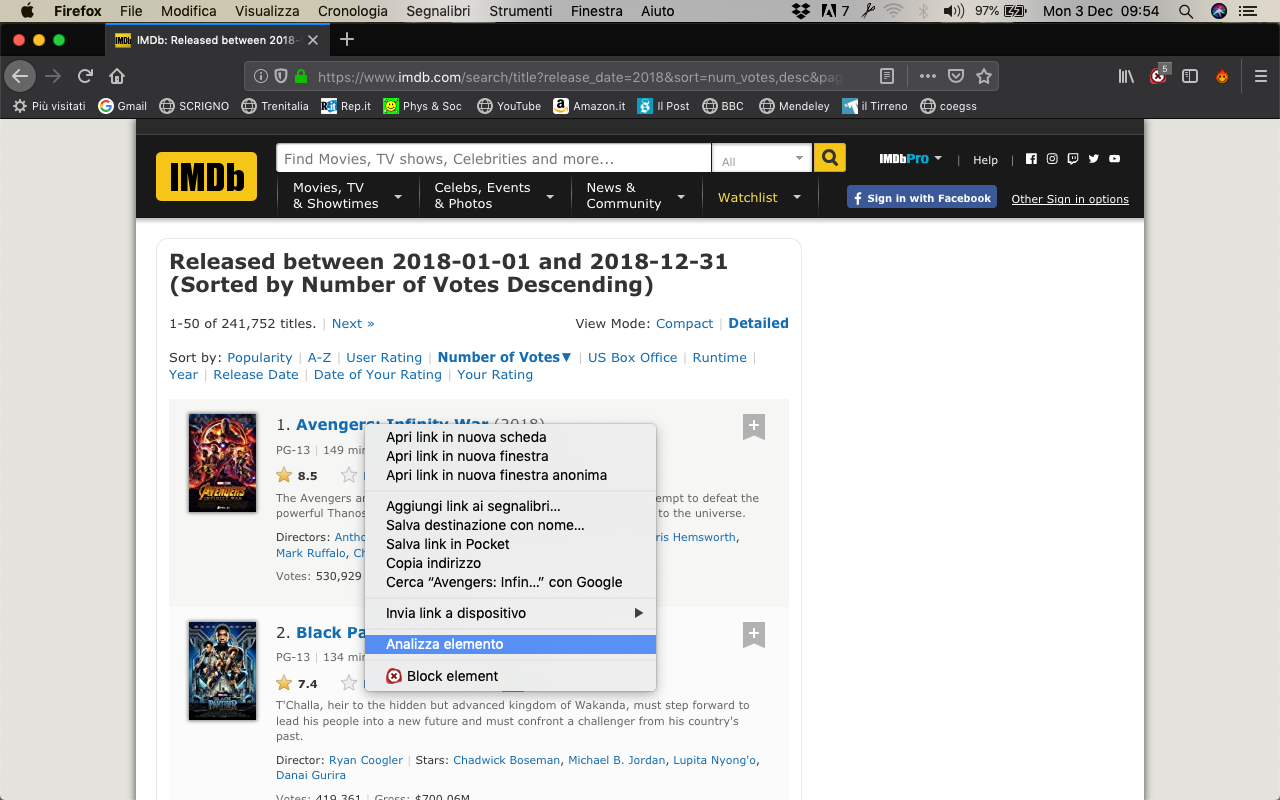 Firefox File Modifica Visualizza Cronologia Segnalibri Strumenti Finestra Aiuto 7 97% Mon 3 Dec 09:54
IMDb IMDb: Released between 2018-
https://www.imdb.com/search/title?release_date=2018&sort=num_votes,desc&pag 5
Più visitati Gmail SCRIGNO Trenitalia Rep.it Phys & Soc YouTube Amazon.it Il Post BBC Mendeley il Tirreno coegss
IMDb
Find Movies, TV shows, Celebrities and more... All IMDbPro | Help |
Movies, TV
& Showtimes
Celebs, Events
& Photos
News &
Community
Watchlist
Sign in with Facebook Other Sign in options
Released between 2018-01-01 and 2018-12-31
(Sorted by Number of Votes Descending)
1-50 of 241,752 titles. | Next » View Mode: Compact | Detailed
Sort by: Popularity | A-Z | User Rating | Number of Votes▼ | US Box Office | Runtime |
Year | Release Date | Date of Your Rating | Your Rating
1. Avengers: Infinity War (2018)
PG-13 | 149 min
8.5
The Avengers an
empt to defeat the
powerful Thanos
to the universe.
Directors: Antho
ris Hemsworth,
Mark Ruffalo, Ch
Votes: 530,929
AVENGERS
Apri link in nuova scheda
Apri link in nuova finestra
Apri link in nuova finestra anonima
Aggiungi link ai segnalibri...
Salva destinazione con nome...
Salva link in Pocket
Copia indirizzo
Cerca “Avengers: Infin...” con Google
Invia link a dispositivo
Analizza elemento
Block element
2. Black Pa
PG-13 | 134 min
7.4
T'Challa, heir to the hidden but advanced kingdom of Wakanda, must step forward to
lead his people into a new future and must confront a challenger from his country's
past.
Director: Ryan Coogler | Stars: Chadwick Boseman, Michael B. Jordan, Lupita Nyong'o,
Danai Gurira
Votes: 419,361 | Gross: $700.06M